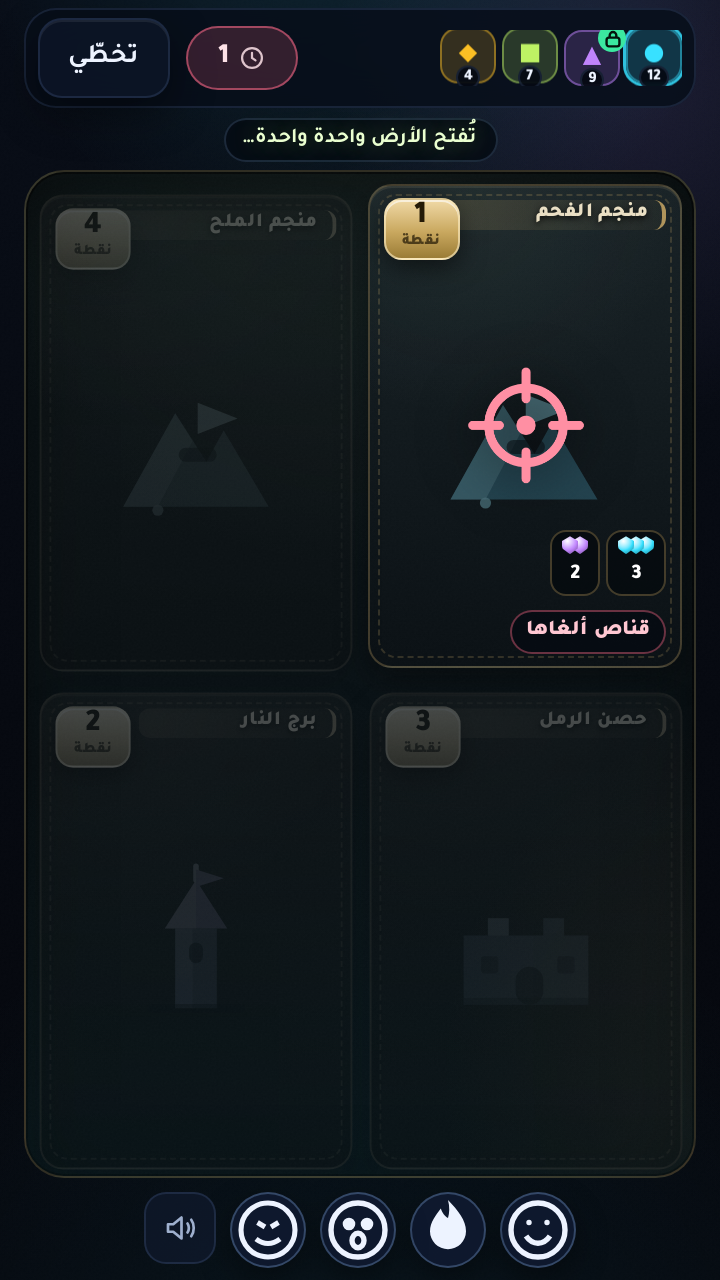 تخطّي
1
4
7
9
12
تُفتح الأرض واحدة واحدة…
منجم الفحم
1
نقطة
3
2
قناص ألغاها
منجم الملح
4
نقطة
حصن الرمل
3
نقطة
برج النار
2
نقطة